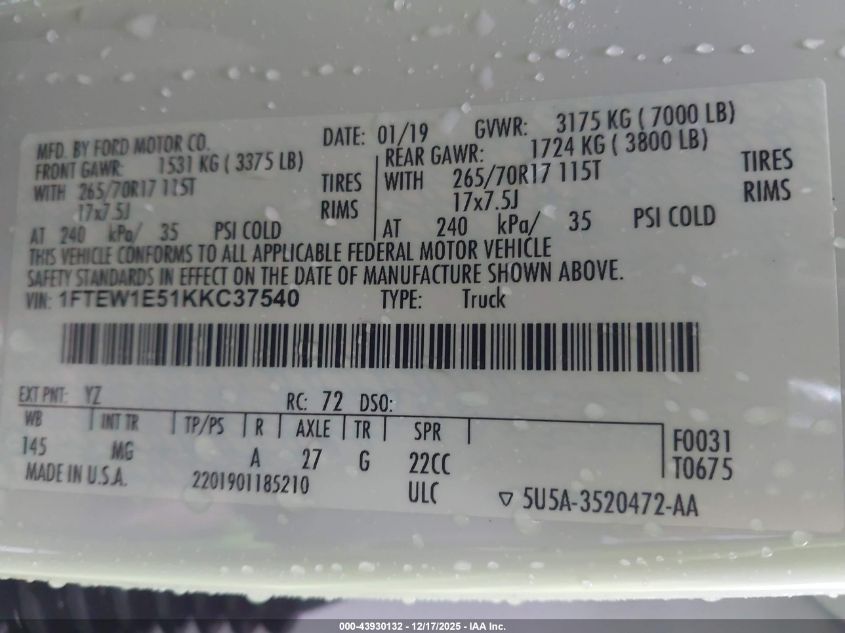 MFD. BY FORD MOTOR CO.
DATE: 01/19 GVWR: 3175 KG ( 7000 LB)
FRONT GAWR: 1531 KG ( 3375 LB)
REAR GAWR: 1724 KG ( 3800 LB)
WITH 265/70R17 115T TIRES
WITH 265/70R17 115T TIRES
17x7.5J RIMS
17x7.5J RIMS
AT 240 kPa/ 35 PSI COLD
AT 240 kPa/ 35 PSI COLD
THIS VEHICLE CONFORMS TO ALL APPLICABLE FEDERAL MOTOR VEHICLE
SAFETY STANDARDS IN EFFECT ON THE DATE OF MANUFACTURE SHOWN ABOVE.
VIN: 1FTEW1E51KKC37540 TYPE: Truck
EXT PNT: YZ RC: 72 DSO:
WB INT TR TP/PS R AXLE TR SPR
145 MG A 27 G 22CC
F0031
T0675
MADE IN U.S.A. 2201901185210 ULC ▽ 5U5A-3520472-AA
000-43930132 - 12/17/2025 - IAA Inc.